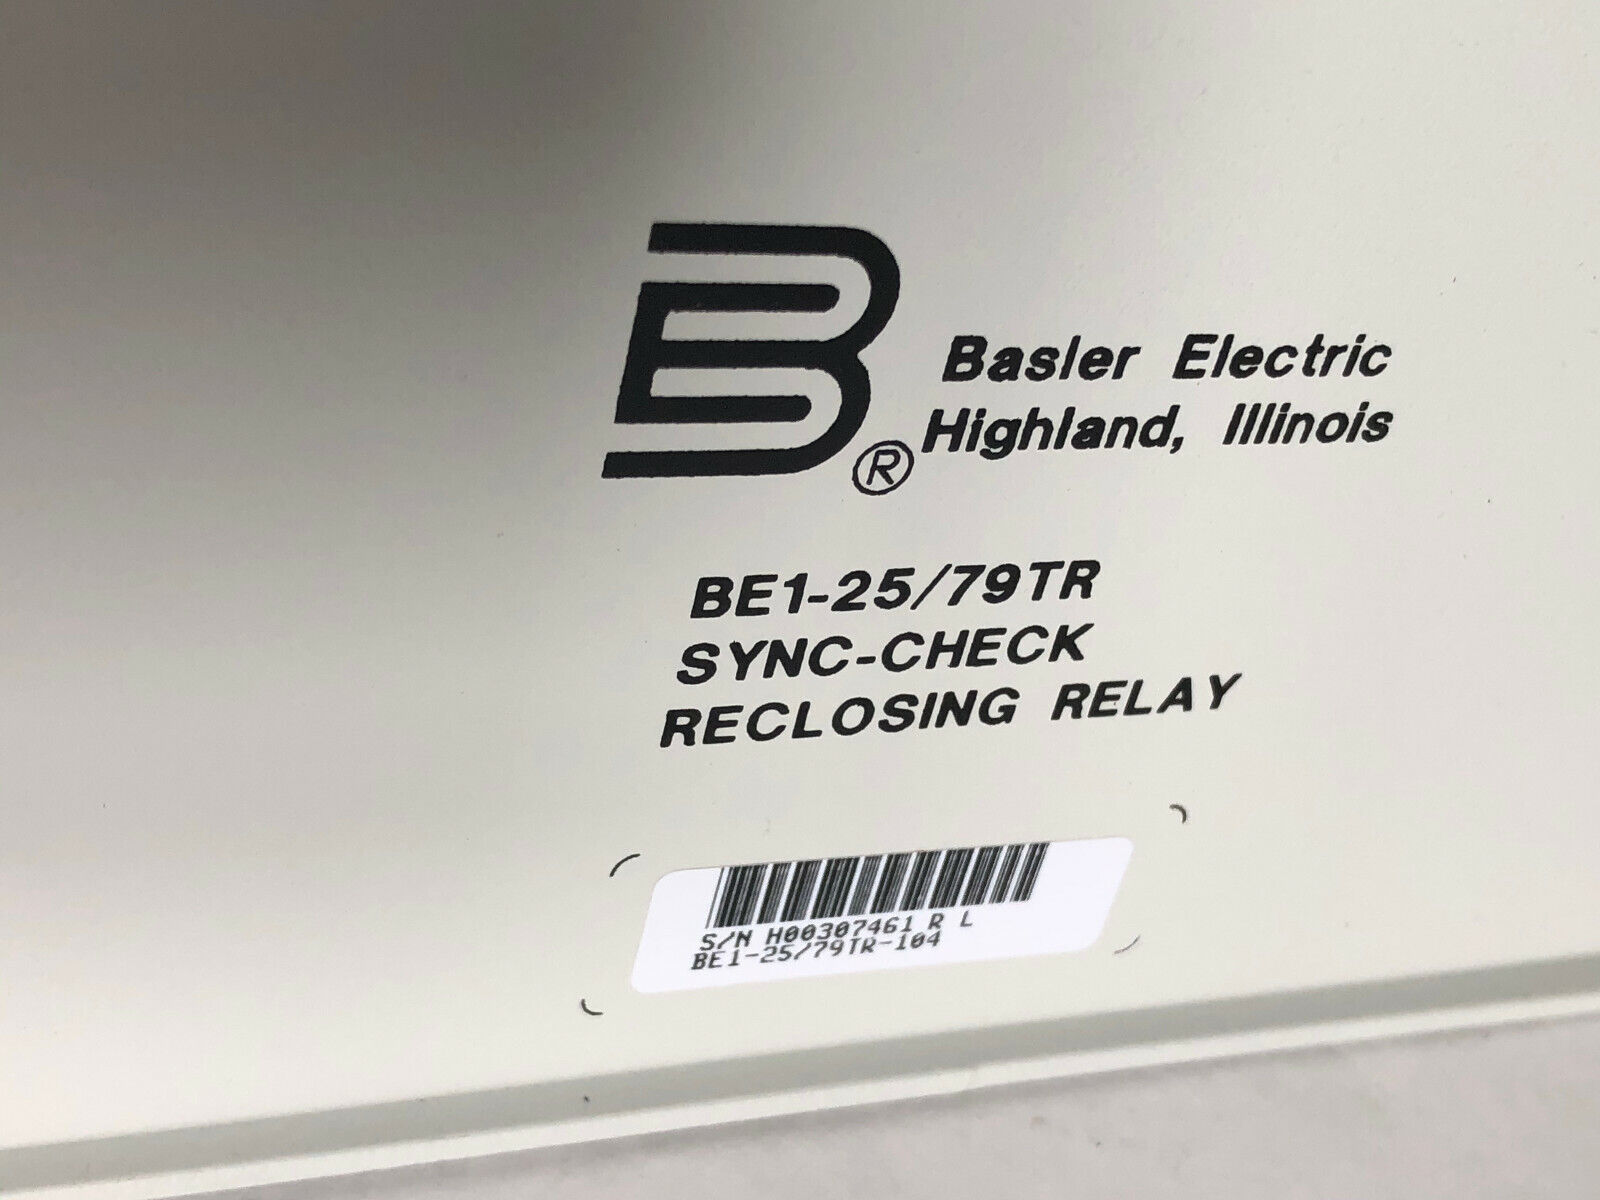 Basler Electric
Highland, Illinois
®
BE1-25/79TR
SYNC-CHECK
RECLOSING RELAY
S/N H00307461 R L
BE1-25/79TR-104